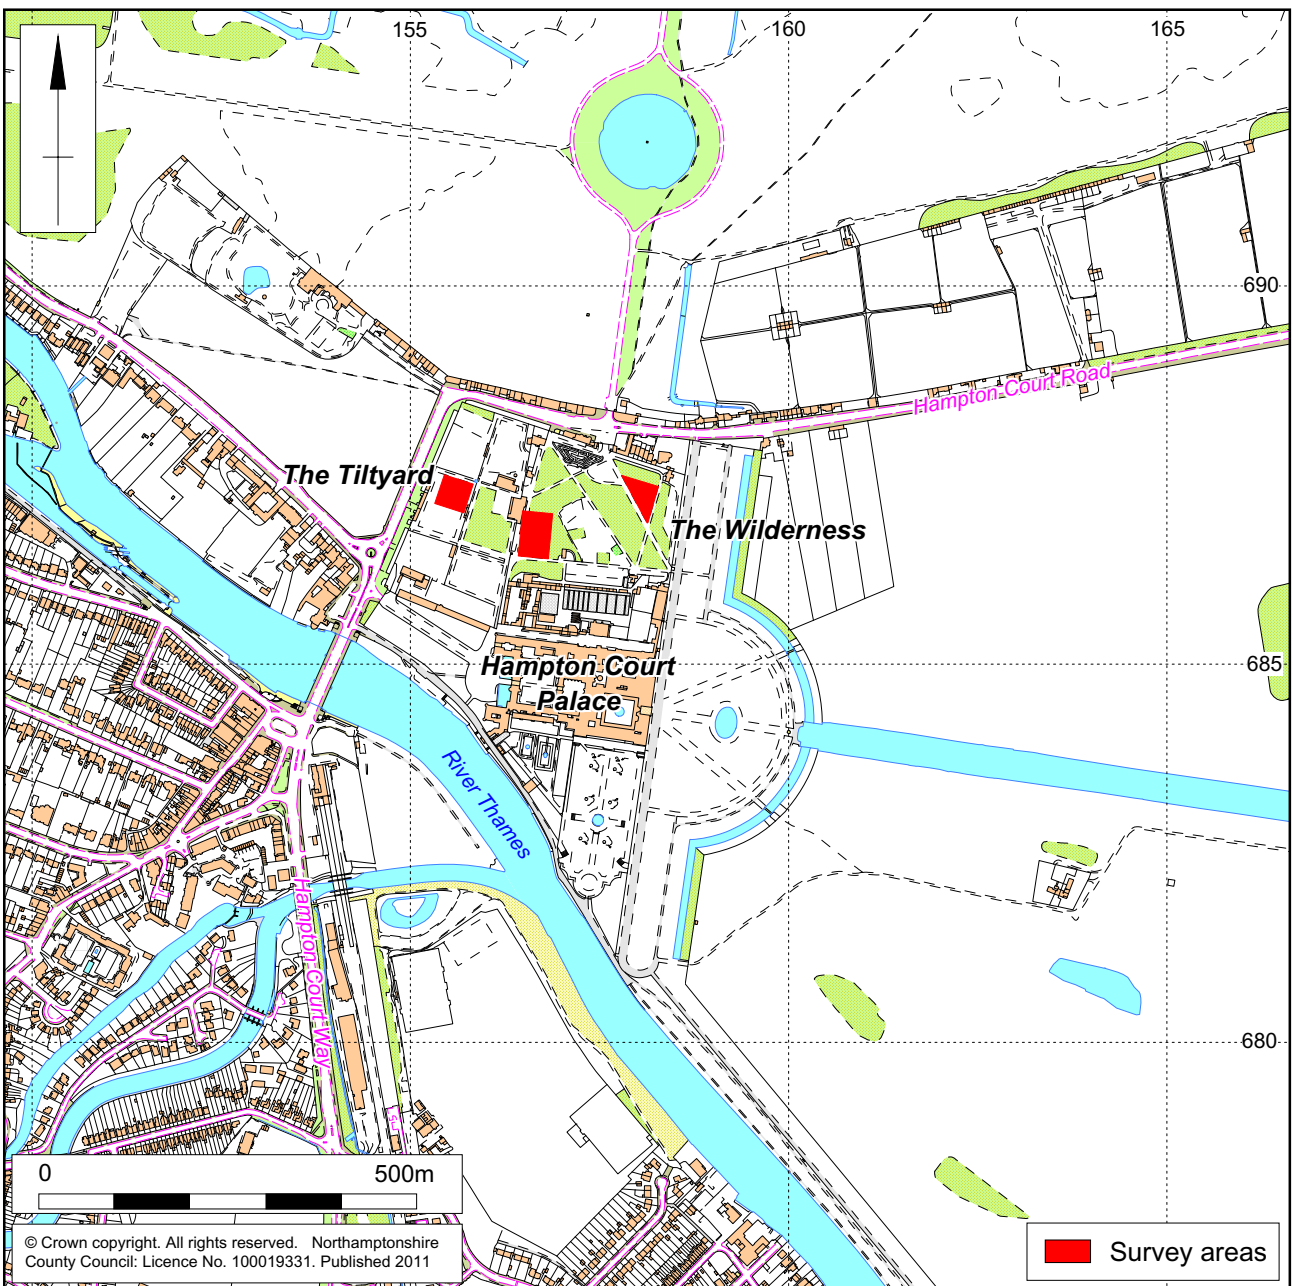 155
160
165
690
Hampton Court Road
The Tiltyard
The Wilderness
Hampton Court
Palace
685
River Thames
Hampton Court Way
680
0 500m
© Crown copyright. All rights reserved. Northamptonshire
County Council: Licence No. 100019331. Published 2011
Survey areas